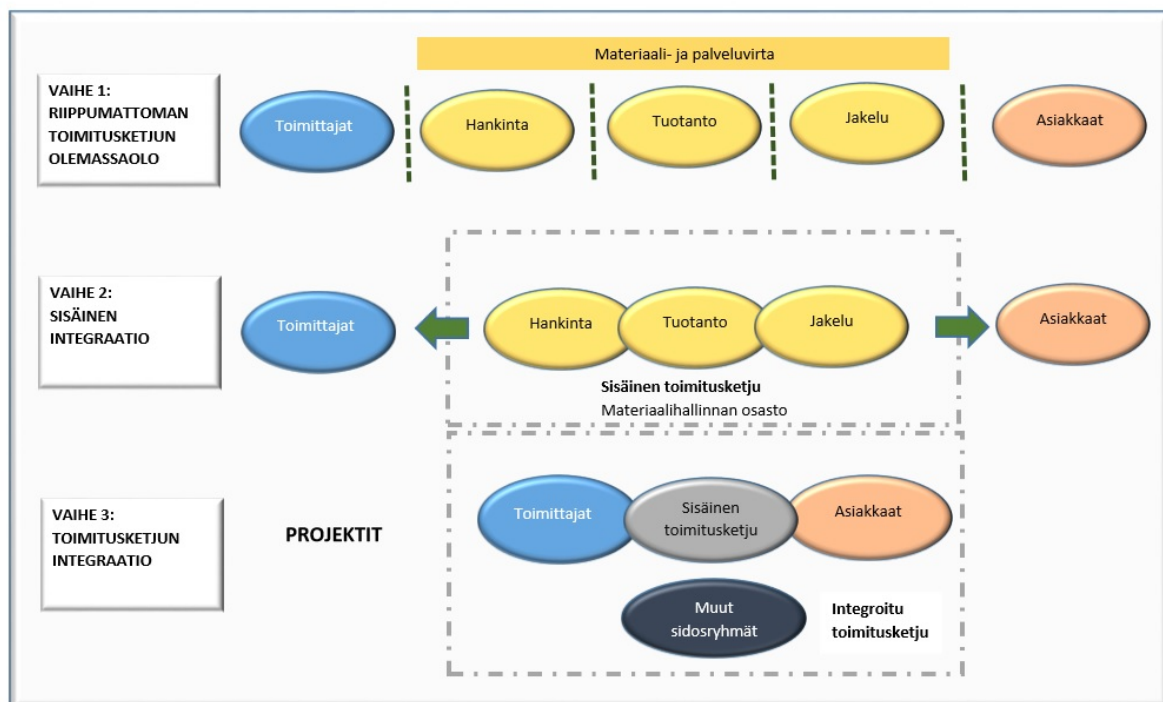 Materiaali- ja palveluvirta
VAIHE 1:
RIIPPUMATTOMAN
TOIMITUSKETJUN
OLEMASSAOLO
Toimittajat
Hankinta
Tuotanto
Jakelu
Asiakkaat
VAIHE 2:
SISÄINEN
INTEGRAATIO
Toimittajat
Hankinta
Tuotanto
Jakelu
Asiakkaat
Sisäinen toimitusketju
Materiaalihallinnan osasto
VAIHE 3:
TOIMITUSKETJUN
INTEGRAATIO
PROJEKTIT
Toimittajat
Sisäinen
toimitusketju
Asiakkaat
Muut
sidosryhmät
Integroitu
toimitusketju